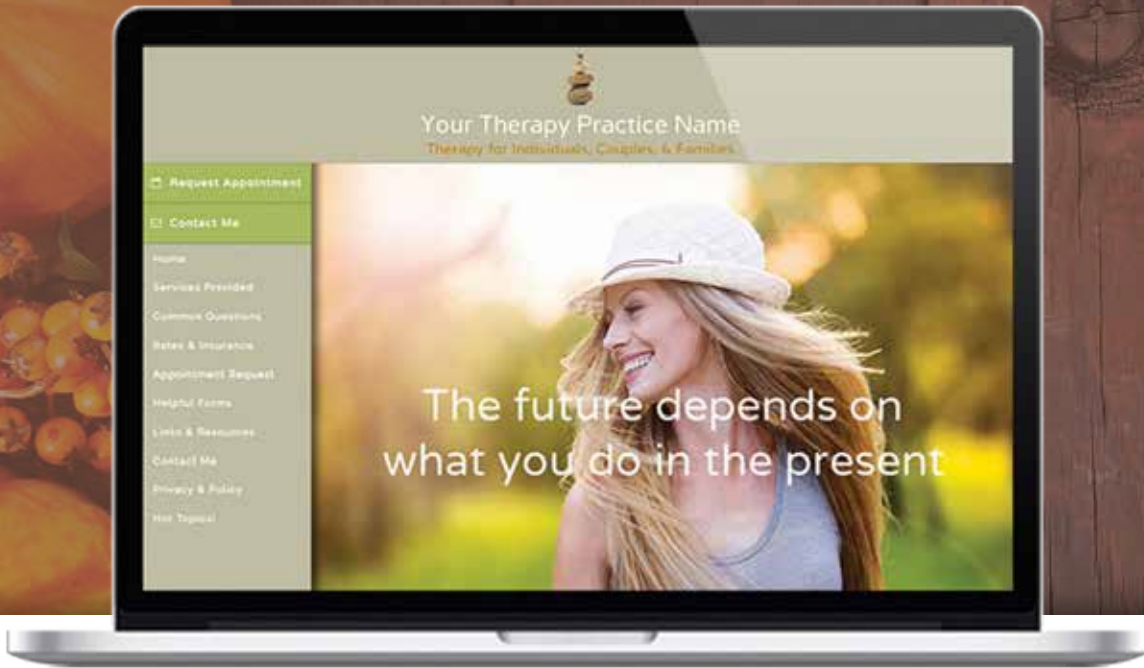 Your Therapy Practice Name
Therapy for Individuals, Couples, & Families
Request Appointment
Contact Me
Home
Services Provided
Common Questions
Rates & Insurance
Appointment Request
Helpful Forms
Links & Resources
Contact Me
Privacy & Policy
Hot Topics!
The future depends on
what you do in the present